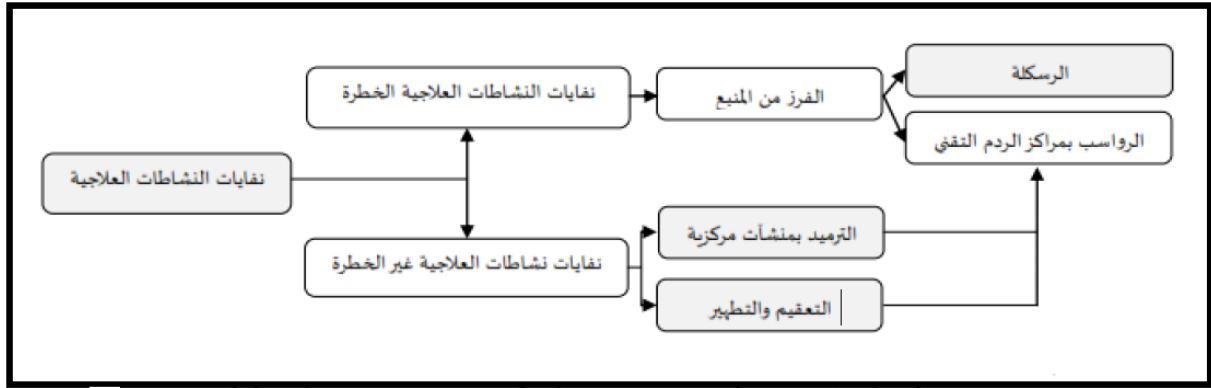 نفايات النشاطات العلاجية
نفايات النشاطات العلاجية الخطرة
الفرز من المنبع
الرسكلة
الرواسب بمراكز الردم التقني
نفايات نشاطات العلاجية غير الخطرة
الترميد بمنشآت مركزية
التعقيم والتطهير